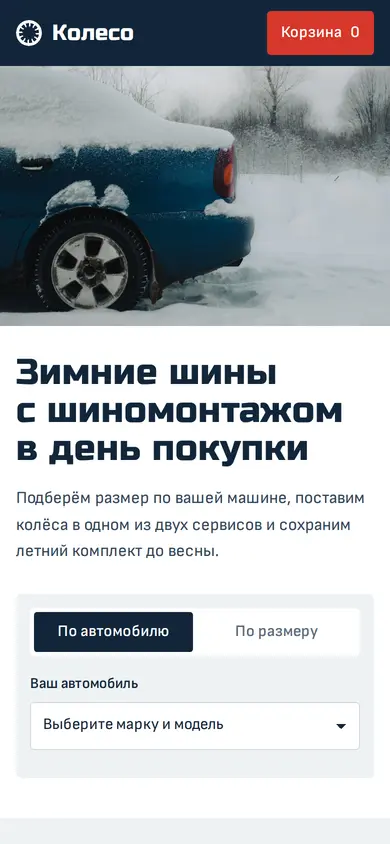 Колесо
Корзина 0
Зимние шины
с шиномонтажом
в день покупки
Подберём размер по вашей машине, поставим
колёса в одном из двух сервисов и сохраним
летний комплект до весны.
По автомобилю
По размеру
Ваш автомобиль
Выберите марку и модель